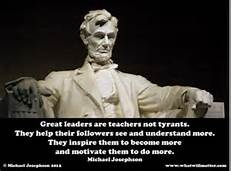 Great leaders are teachers not tyrants.
They help their followers see and understand more.
They inspire them to become more
and motivate them to do more.
Michael Josephson
© Michael Josephson 2012 www.whatwillmatter.com